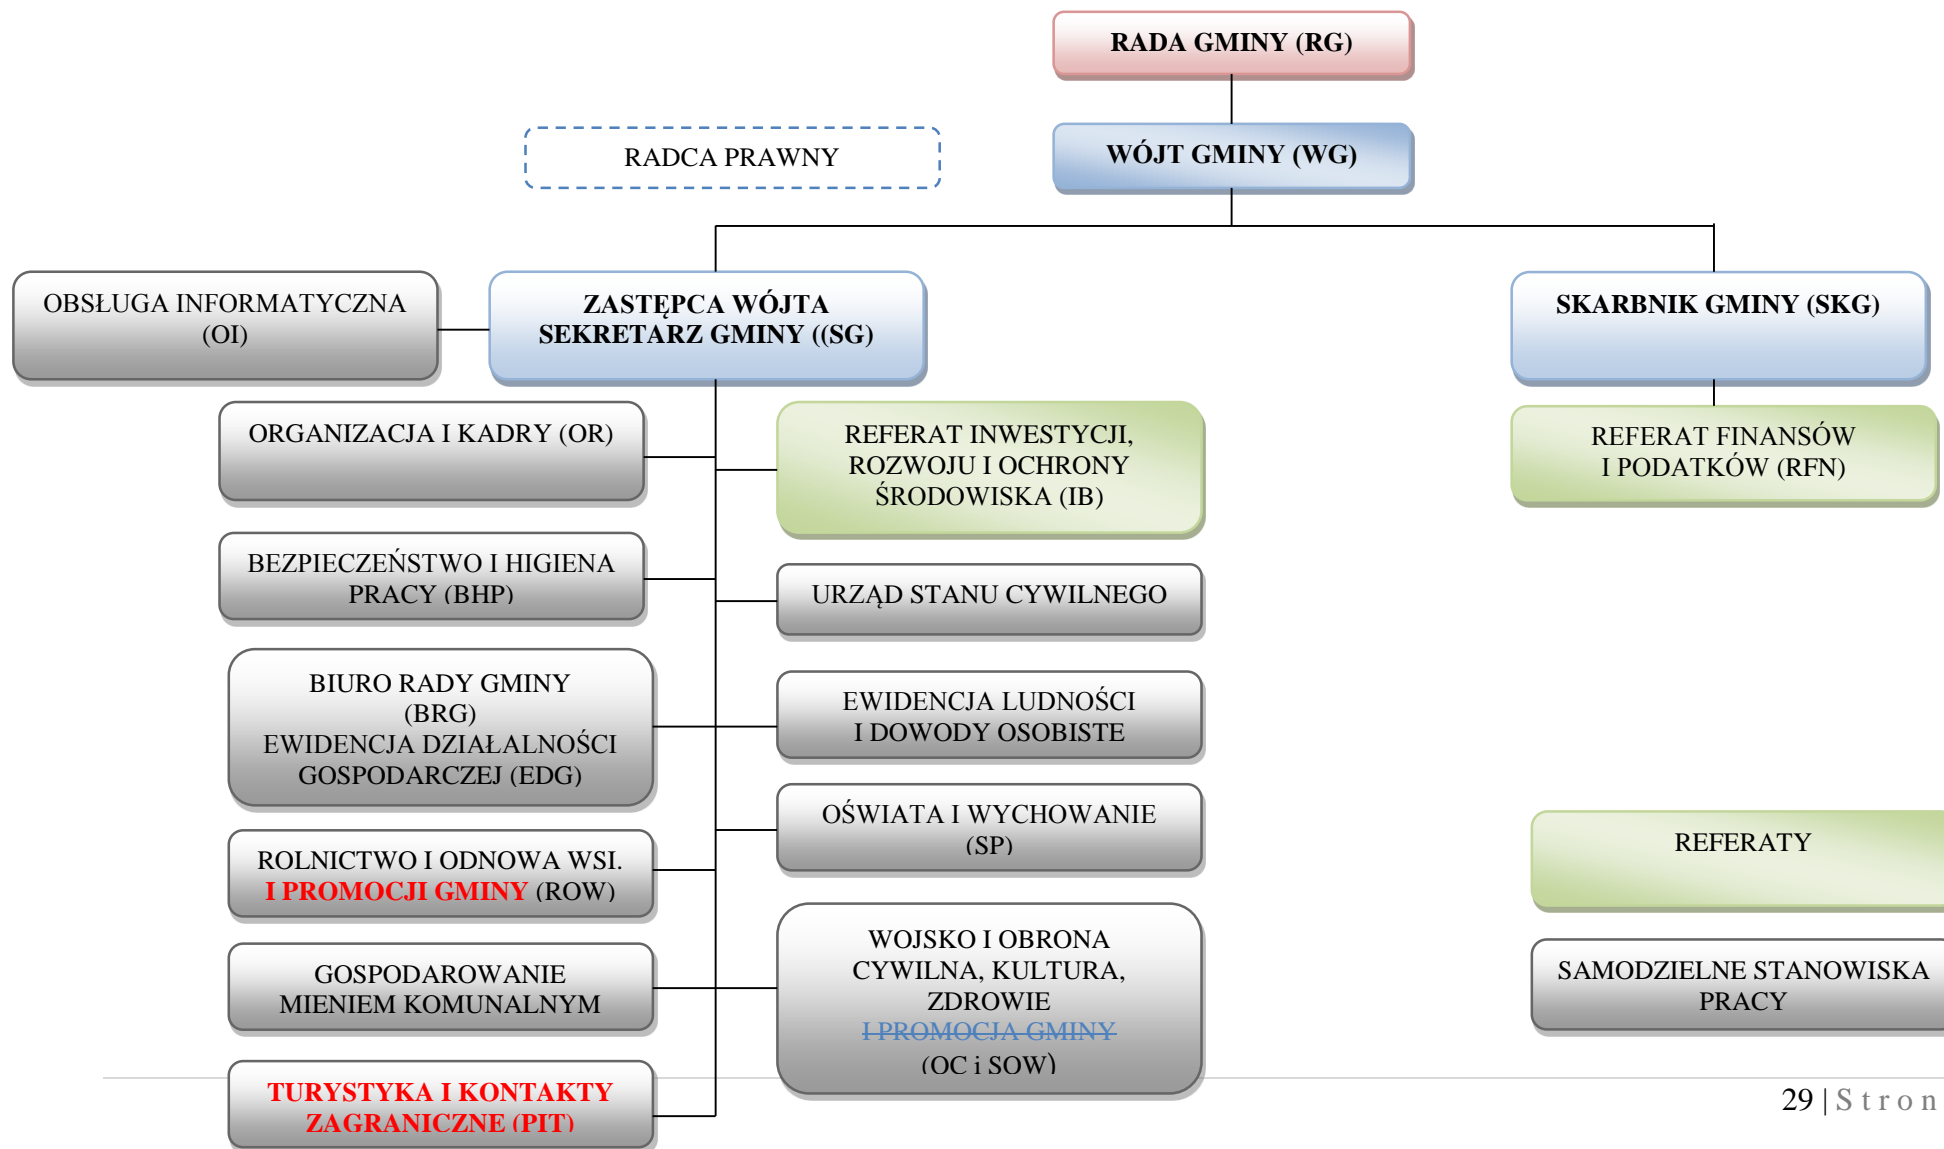 RADA GMINY (RG)
RADCA PRAWNY
WÓJT GMINY (WG)
OBSŁUGA INFORMATYCZNA
(OI)
ZASTĘPCA WÓJTA
SEKRETARZ GMINY ((SG)
SKARBNIK GMINY (SKG)
ORGANIZACJA I KADRY (OR)
REFERAT INWESTYCJI,
ROZWOJU I OCHRONY
ŚRODOWISKA (IB)
REFERAT FINANSÓW
I PODATKÓW (RFN)
BEZPIECZEŃSTWO I HIGIENA
PRACY (BHP)
URZĄD STANU CYWILNEGO
BIURO RADY GMINY
(BRG)
EWIDENCJA DZIAŁALNOŚCI
GOSPODARCZEJ (EDG)
EWIDENCJA LUDNOŚCI
I DOWODY OSOBISTE
OŚWIATA I WYCHOWANIE
(SP)
ROLNICTWO I ODNOWA WSI.
I PROMOCJI GMINY (ROW)
REFERATY
GOSPODAROWANIE
MIENIEM KOMUNALNYM
WOJSKO I OBRONA
CYWILNA, KULTURA,
ZDROWIE
I PROMOCJA GMINY
(OC i SOW)
SAMODZIELNE STANOWISKA
PRACY
TURYSTYKA I KONTAKTY
ZAGRANICZNE (PIT)
29 | S t r o n